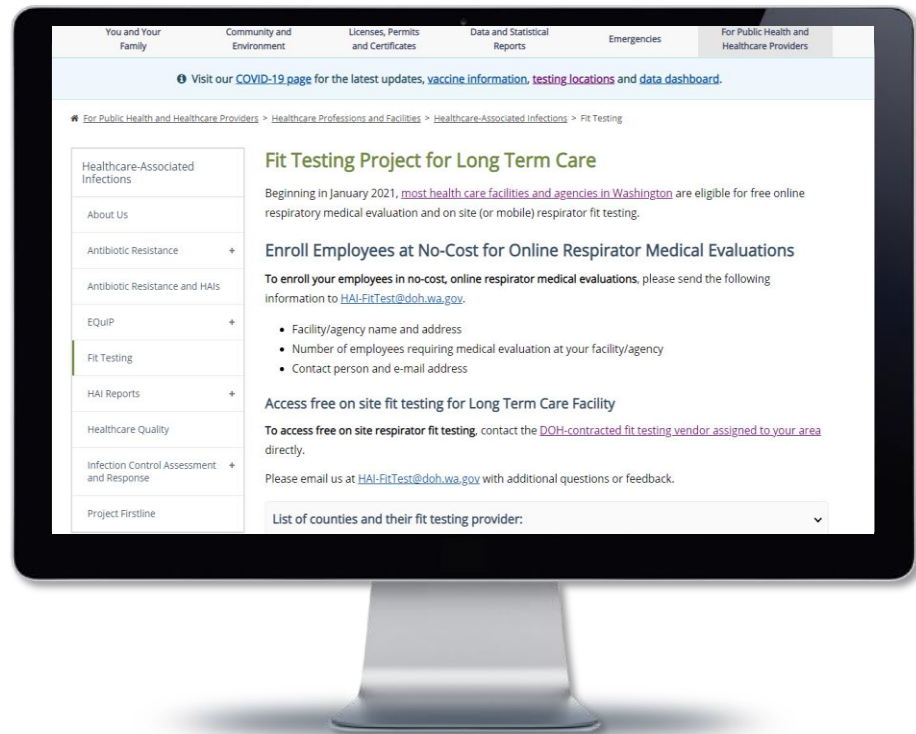 You and Your Family
Community and Environment
Licenses, Permits and Certificates
Data and Statistical Reports
Emergencies
For Public Health and Healthcare Providers
Visit our COVID-19 page for the latest updates, vaccine information, testing locations and data dashboard.
For Public Health and Healthcare Providers > Healthcare Professions and Facilities > Healthcare-Associated Infections > Fit Testing
Healthcare-Associated
Infections
About Us
Antibiotic Resistance +
Antibiotic Resistance and HAIs
EQuIP +
Fit Testing
HAI Reports +
Healthcare Quality
Infection Control Assessment +
and Response
Project Firstline
Fit Testing Project for Long Term Care
Beginning in January 2021, most health care facilities and agencies in Washington are eligible for free online
respiratory medical evaluation and on site (or mobile) respirator fit testing.
Enroll Employees at No-Cost for Online Respirator Medical Evaluations
To enroll your employees in no-cost, online respirator medical evaluations, please send the following
information to HAI-FitTest@doh.wa.gov.
• Facility/agency name and address
• Number of employees requiring medical evaluation at your facility/agency
• Contact person and e-mail address
Access free on site fit testing for Long Term Care Facility
To access free on site respirator fit testing, contact the DOH-contracted fit testing vendor assigned to your area
directly.
Please email us at HAI-FitTest@doh.wa.gov with additional questions or feedback.
List of counties and their fit testing provider: